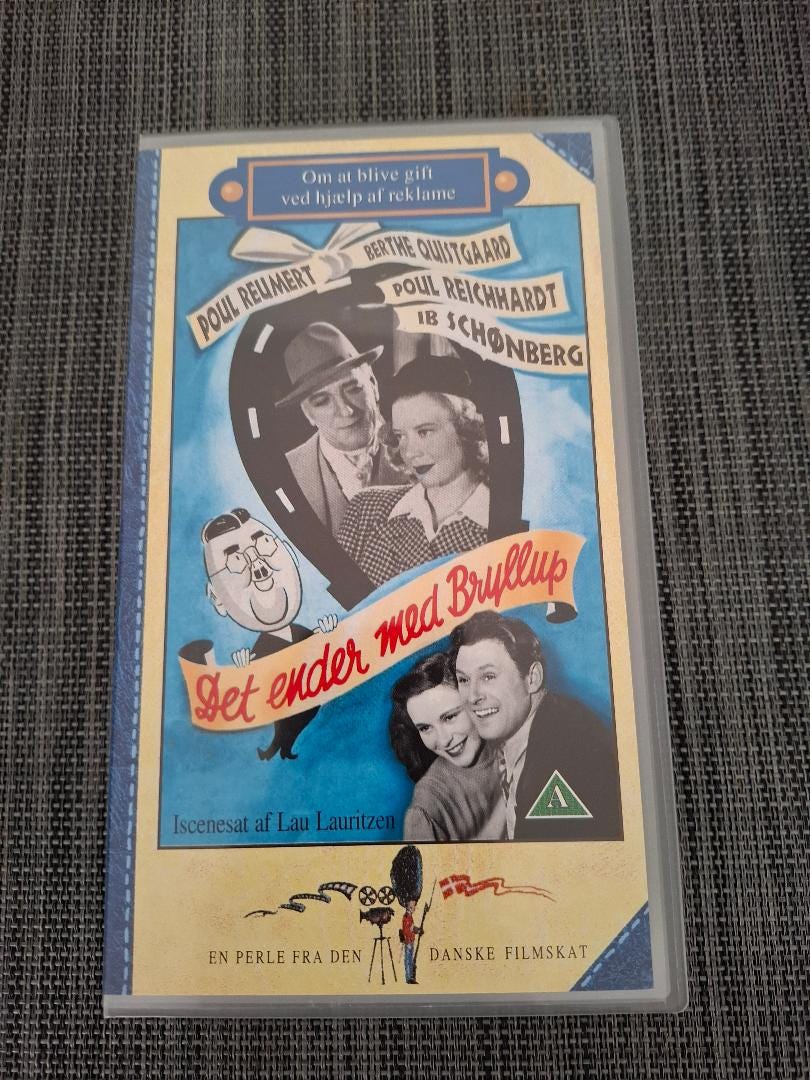 Om at blive gift
ved hjælp af reklame
POUL REUMERT
BERTHE QUISTGAARD
POUL REICHHARDT
IB SCHØNBERG
Det ender med Bryllup
A
Iscenesat af Lau Lauritzen
EN PERLE FRA DEN DANSKE FILMSKAT